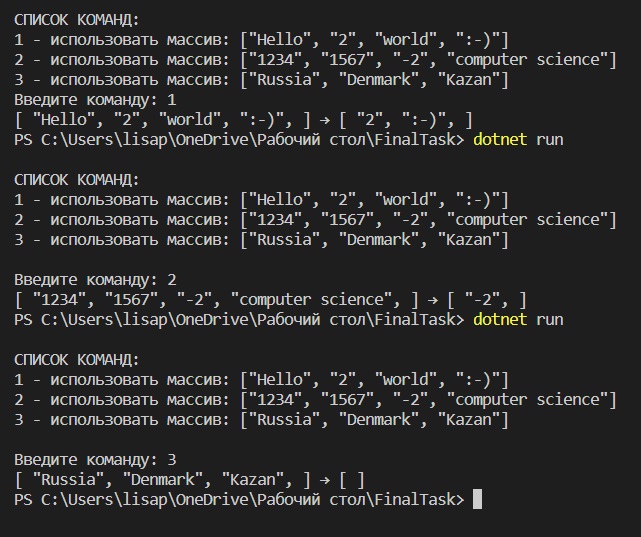 СПИСОК КОМАНД:
1 - использовать массив: ["Hello", "2", "world", ":-)"]
2 - использовать массив: ["1234", "1567", "-2", "computer science"]
3 - использовать массив: ["Russia", "Denmark", "Kazan"]
Введите команду: 1
[ "Hello", "2", "world", ":-)", ] → [ "2", ":-)", ]
PS C:\Users\lisap\OneDrive\Рабочий стол\FinalTask> dotnet run
СПИСОК КОМАНД:
1 - использовать массив: ["Hello", "2", "world", ":-)"]
2 - использовать массив: ["1234", "1567", "-2", "computer science"]
3 - использовать массив: ["Russia", "Denmark", "Kazan"]
Введите команду: 2
[ "1234", "1567", "-2", "computer science", ] → [ "-2", ]
PS C:\Users\lisap\OneDrive\Рабочий стол\FinalTask> dotnet run
СПИСОК КОМАНД:
1 - использовать массив: ["Hello", "2", "world", ":-)"]
2 - использовать массив: ["1234", "1567", "-2", "computer science"]
3 - использовать массив: ["Russia", "Denmark", "Kazan"]
Введите команду: 3
[ "Russia", "Denmark", "Kazan", ] → [ ]
PS C:\Users\lisap\OneDrive\Рабочий стол\FinalTask>